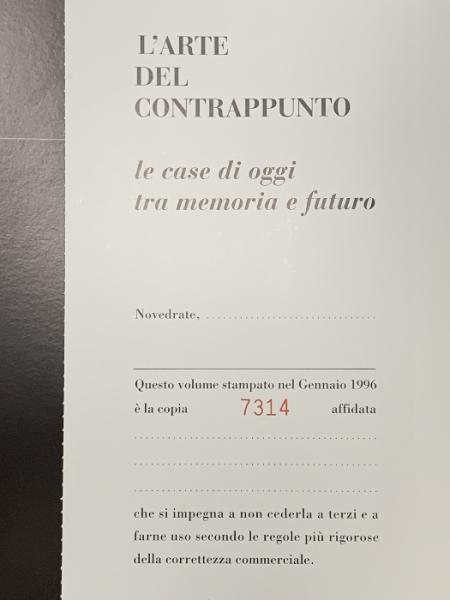 L'ARTE
DEL
CONTRAPPUNTO
le case di oggi
tra memoria e futuro
Novedrate, ..............................
Questo volume stampato nel Gennaio 1996
è la copia 7314 affidata
...........................................
...........................................
...........................................
che si impegna a non cederla a terzi e a
farne uso secondo le regole più rigorose
della correttezza commerciale.